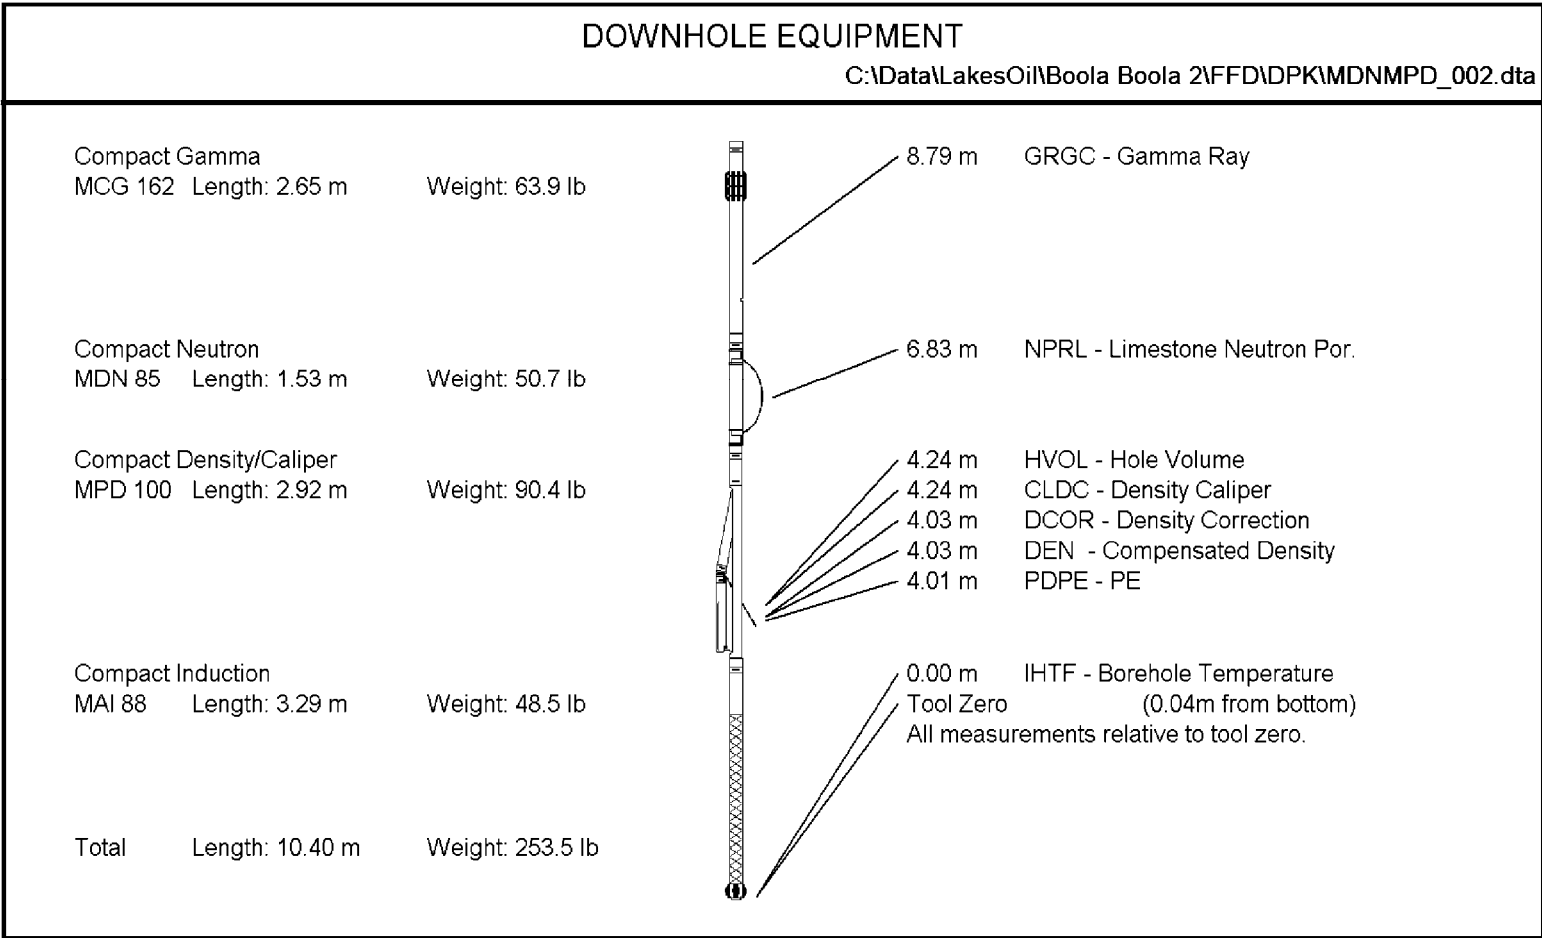 DOWNHOLE EQUIPMENT
C:\Data\LakesOil\Boola Boola 2\FFD\DPK\MDNMPD_002.dta
Compact Gamma 8.79 m GRGC - Gamma Ray
MCG 162 Length: 2.65 m Weight: 63.9 lb
Compact Neutron 6.83 m NPRL - Limestone Neutron Por.
MDN 85 Length: 1.53 m Weight: 50.7 lb
Compact Density/Caliper 4.24 m HVOL - Hole Volume
MPD 100 Length: 2.92 m Weight: 90.4 lb 4.24 m CLDC - Density Caliper
4.03 m DCOR - Density Correction
4.03 m DEN - Compensated Density
4.01 m PDPE - PE
Compact Induction 0.00 m IHTF - Borehole Temperature
MAI 88 Length: 3.29 m Weight: 48.5 lb Tool Zero (0.04m from bottom)
All measurements relative to tool zero.
Total Length: 10.40 m Weight: 253.5 lb